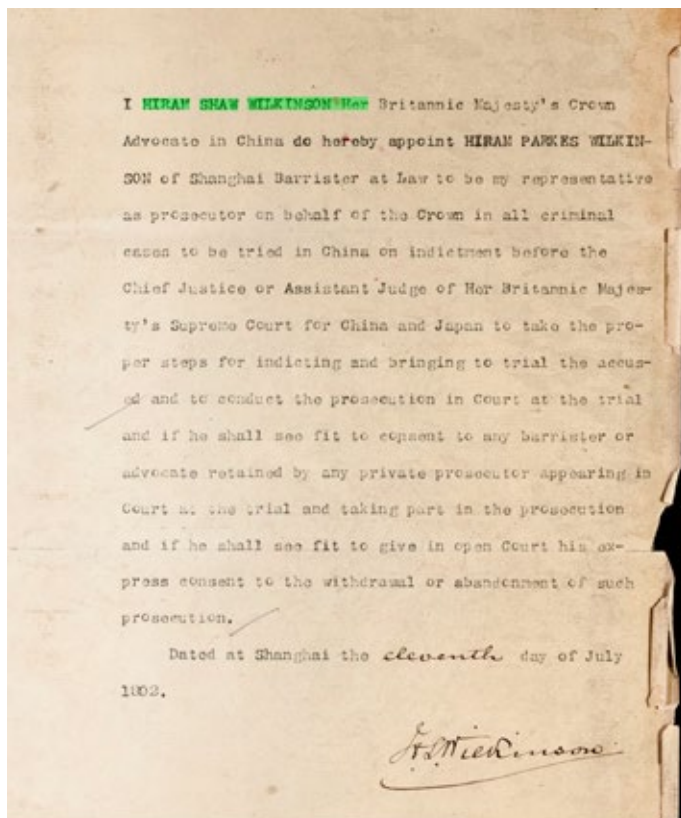 I HIRAM SHAW WILKINSON Her Britannic Majesty's Crown
Advocate in China do hereby appoint HIRAM PARKES WILKIN-
SON of Shanghai Barrister at Law to be my representative
as prosecutor on behalf of the Crown in all criminal
cases to be tried in China on indictment before the
Chief Justice or Assistant Judge of Her Britannic Majes-
ty's Supreme Court for China and Japan to take the pro-
per steps for indicting and bringing to trial the accus-
ed and to conduct the prosecution in Court at the trial
and if he shall see fit to consent to any barrister or
advocate retained by any private prosecutor appearing in
Court at the trial and taking part in the prosecution
and if he shall see fit to give in open Court his ex-
press consent to the withdrawal or abandonment of such
prosecution.
Dated at Shanghai the eleventh day of July
H.S. Wilkinson